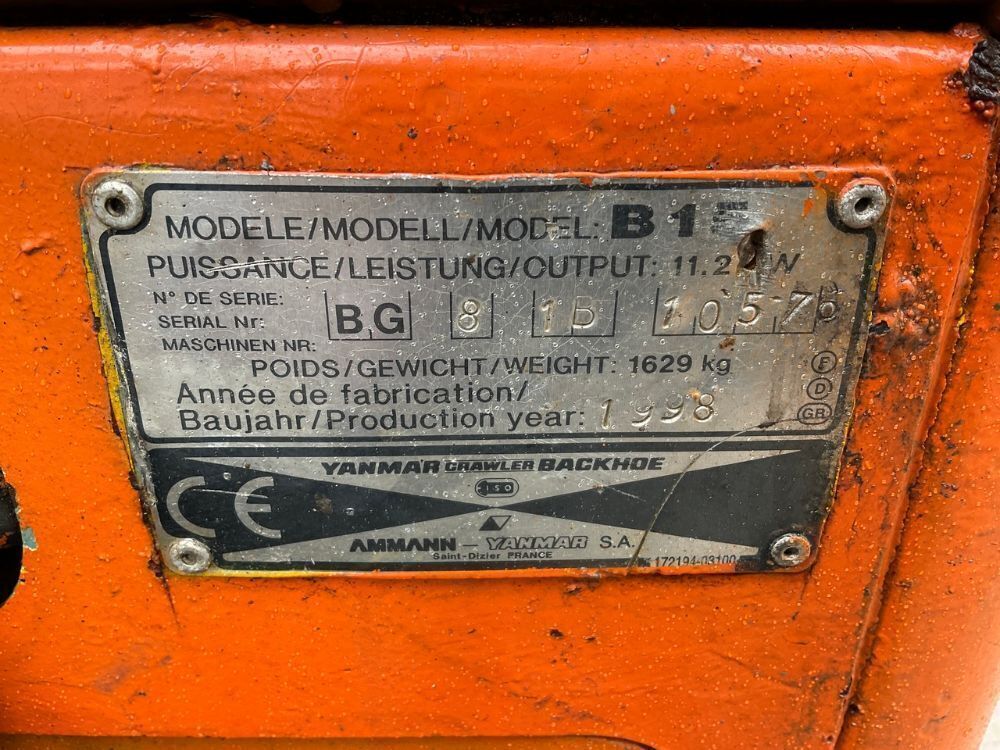 MODELE/MODELL/MODEL: B15
PUISSANCE/LEISTUNG/OUTPUT: 11.2 kW
N° DE SERIE:
SERIAL Nr: BG 8 1B 10576
MASCHINEN NR:
POIDS/GEWICHT/WEIGHT: 1629 kg
Année de fabrication/
Baujahr/Production year: 1998
F
D
GB
YANMAR CRAWLER BACKHOE
ISO
CE
AMMANN – YANMAR S.A.
Saint-Dizier FRANCE
172194-03100